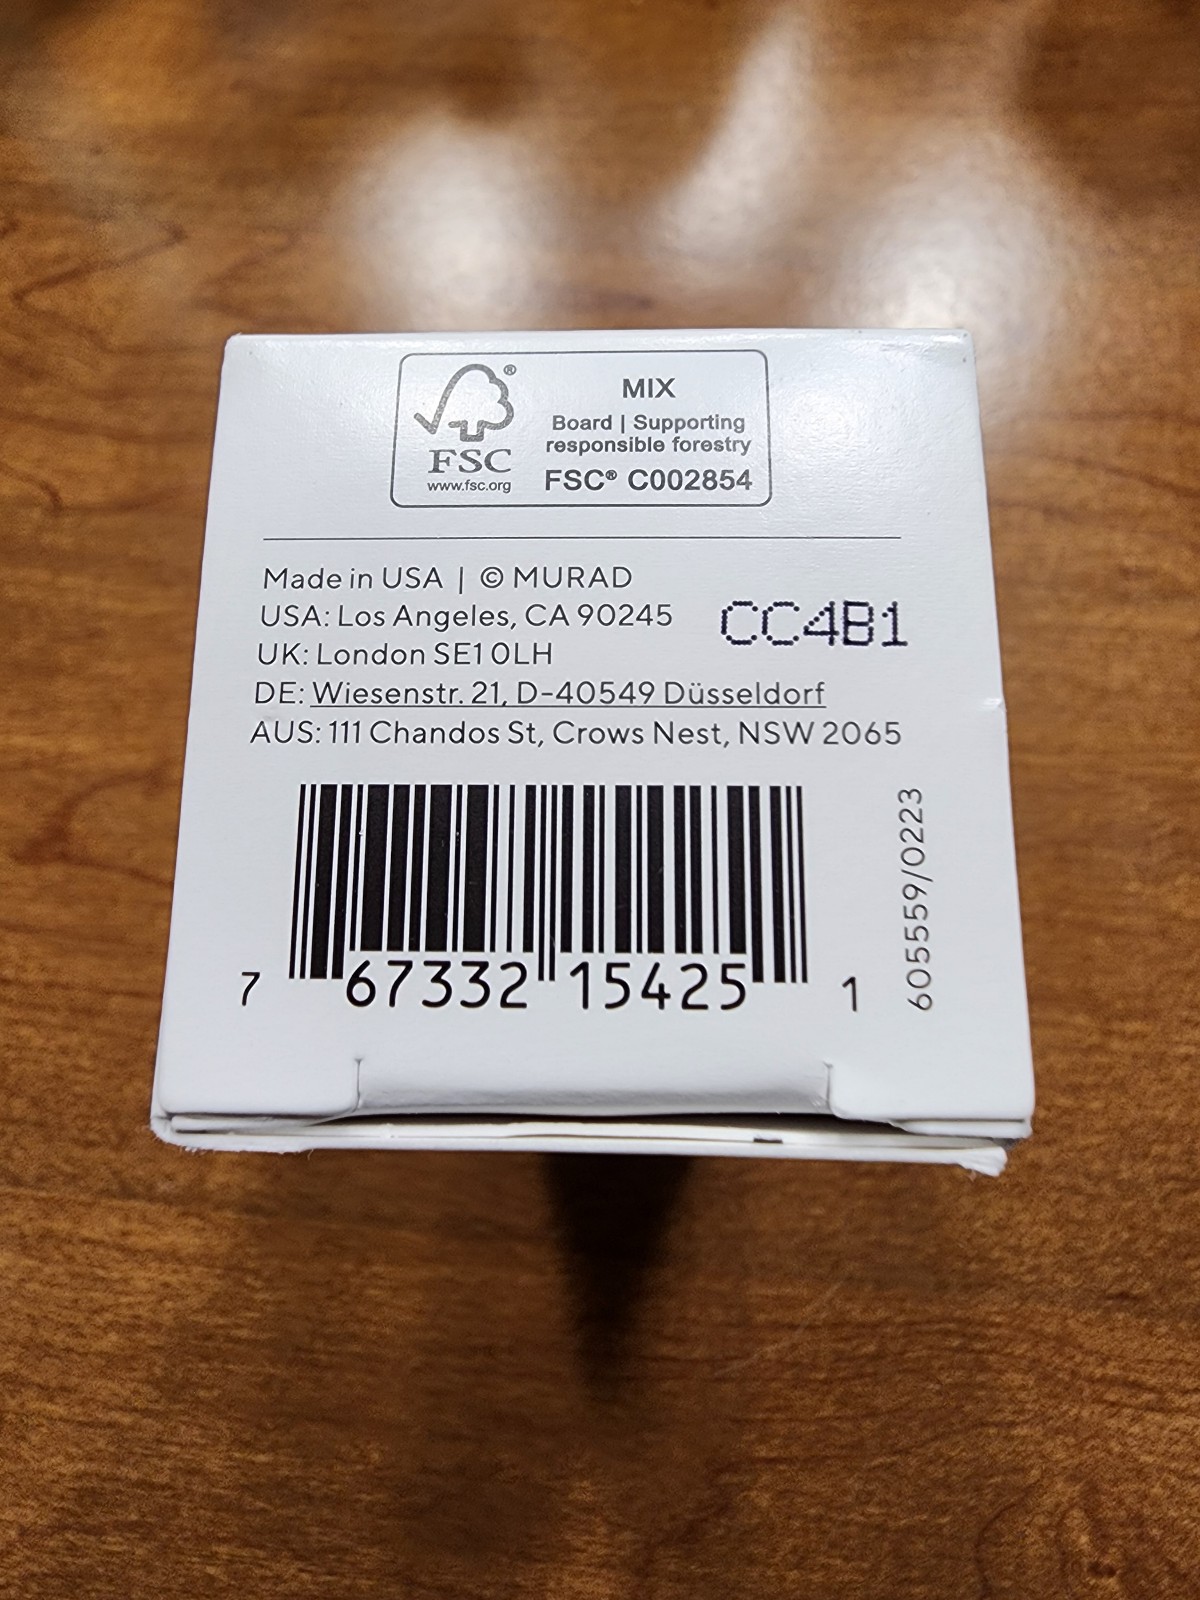 MIX
Board | Supporting
responsible forestry
FSC® C002854
®
FSC
www.fsc.org
Made in USA | © MURAD
USA: Los Angeles, CA 90245
UK: London SE1 0LH
DE: Wiesenstr. 21, D-40549 Düsseldorf
AUS: 111 Chandos St, Crows Nest, NSW 2065
CC4B1
7 67332 15425 1
605559/0223